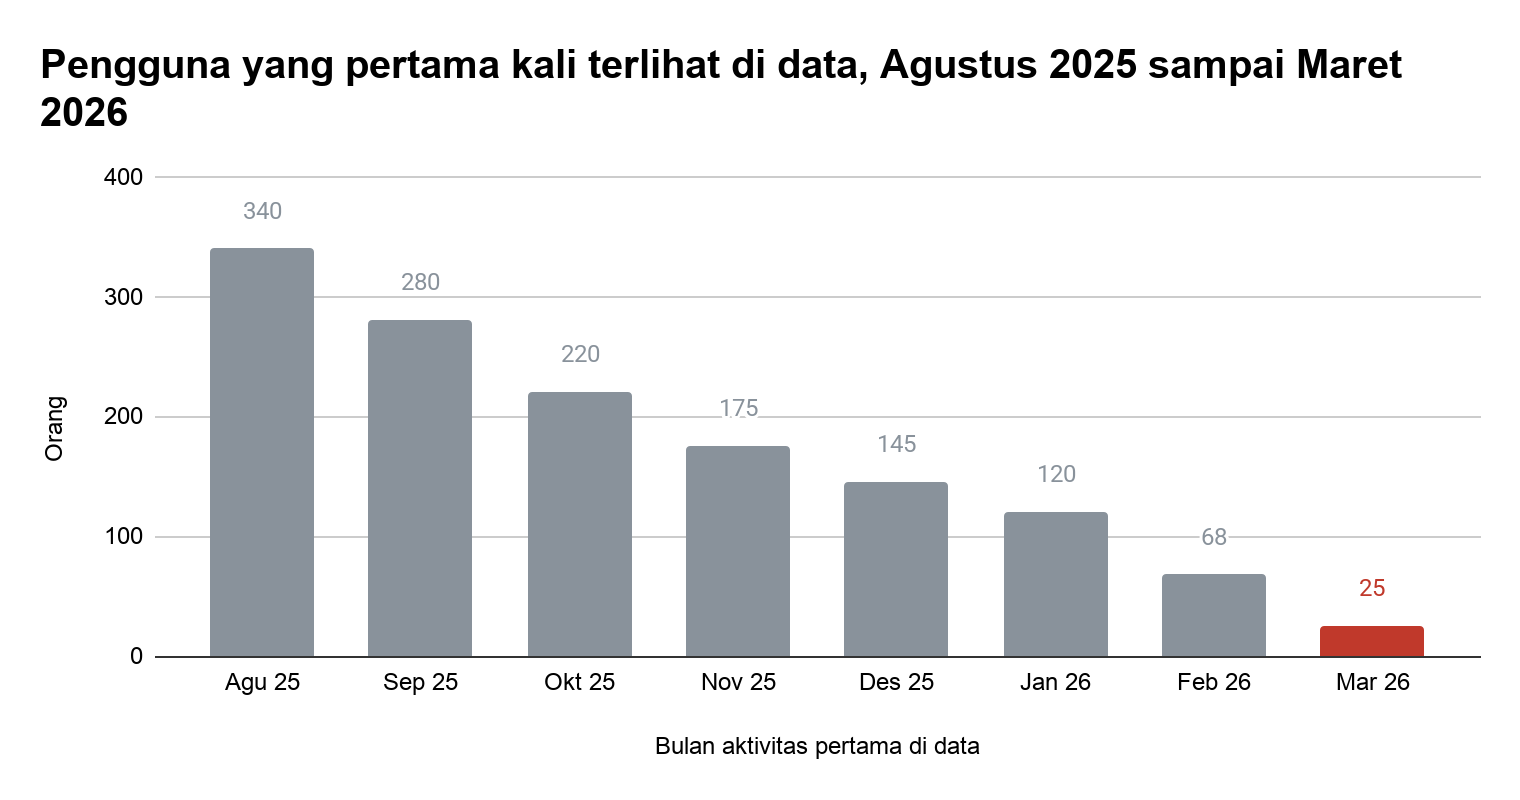 Pengguna yang pertama kali terlihat di data, Agustus 2025 sampai Maret
2026
400
300
200
100
0
Orang
340
280
220
175
145
120
68
25
Agu 25
Sep 25
Okt 25
Nov 25
Des 25
Jan 26
Feb 26
Mar 26
Bulan aktivitas pertama di data